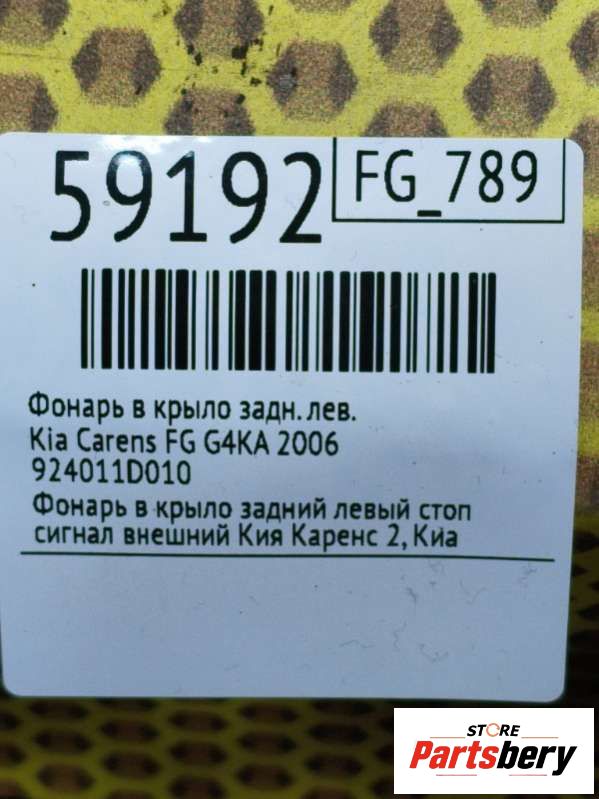 59192
FG_789
Фонарь в крыло задн. лев.
Kia Carens FG G4KA 2006
924011D010
Фонарь в крыло задний левый стоп
сигнал внешний Кия Каренс 2, Киа
STORE
Partsbery